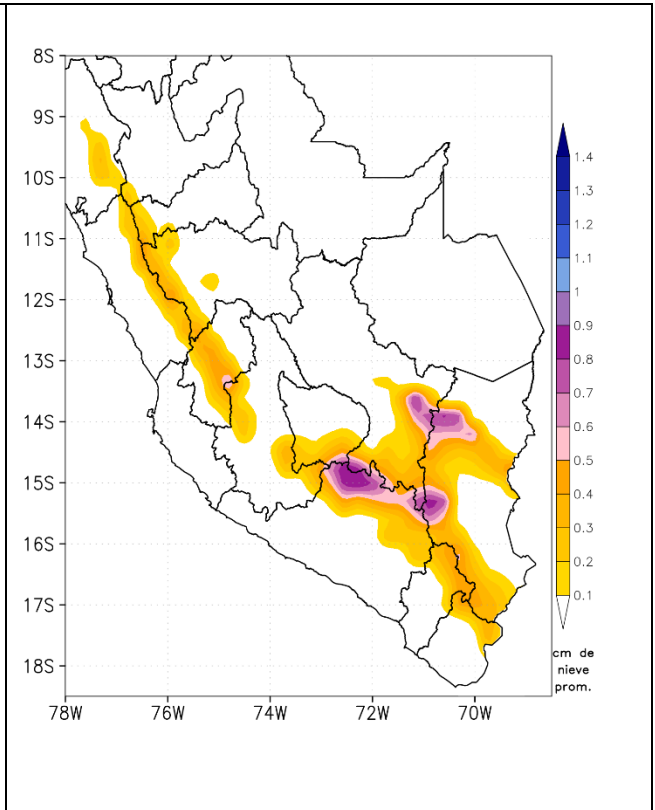 8S
9S
10S
11S
12S
13S
14S
15S
16S
17S
18S
78W 76W 74W 72W 70W
1.4
1.3
1.2
1.1
1
0.9
0.8
0.7
0.6
0.5
0.4
0.3
0.2
0.1
cm de
nieve
prom.